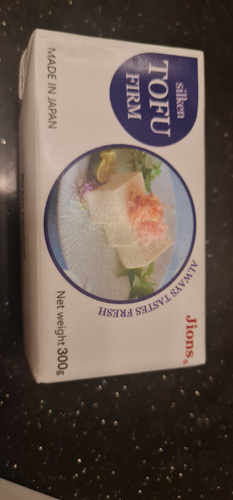 silken
TOFU
FIRM
MADE IN JAPAN
ALWAYS TASTES FRESH
Jions®
Net weight 300g